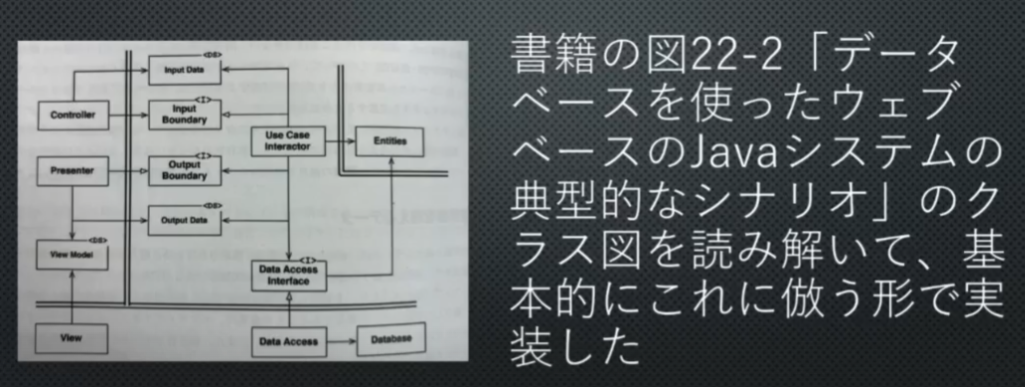 <DS>
Input Data
Controller
<I>
Input
Boundary
Use Case
Interactor
Entities
Presenter
<I>
Output
Boundary
Output Data
<DS>
View Model
<DS>
<I>
Data Access
Interface
View
Data Access
Database
書籍の図22-2「データ
ベースを使ったウェブ
ベースのJavaシステムの
典型的なシナリオ」のク
ラス図を読み解いて、基
本的にこれに倣う形で実
装した